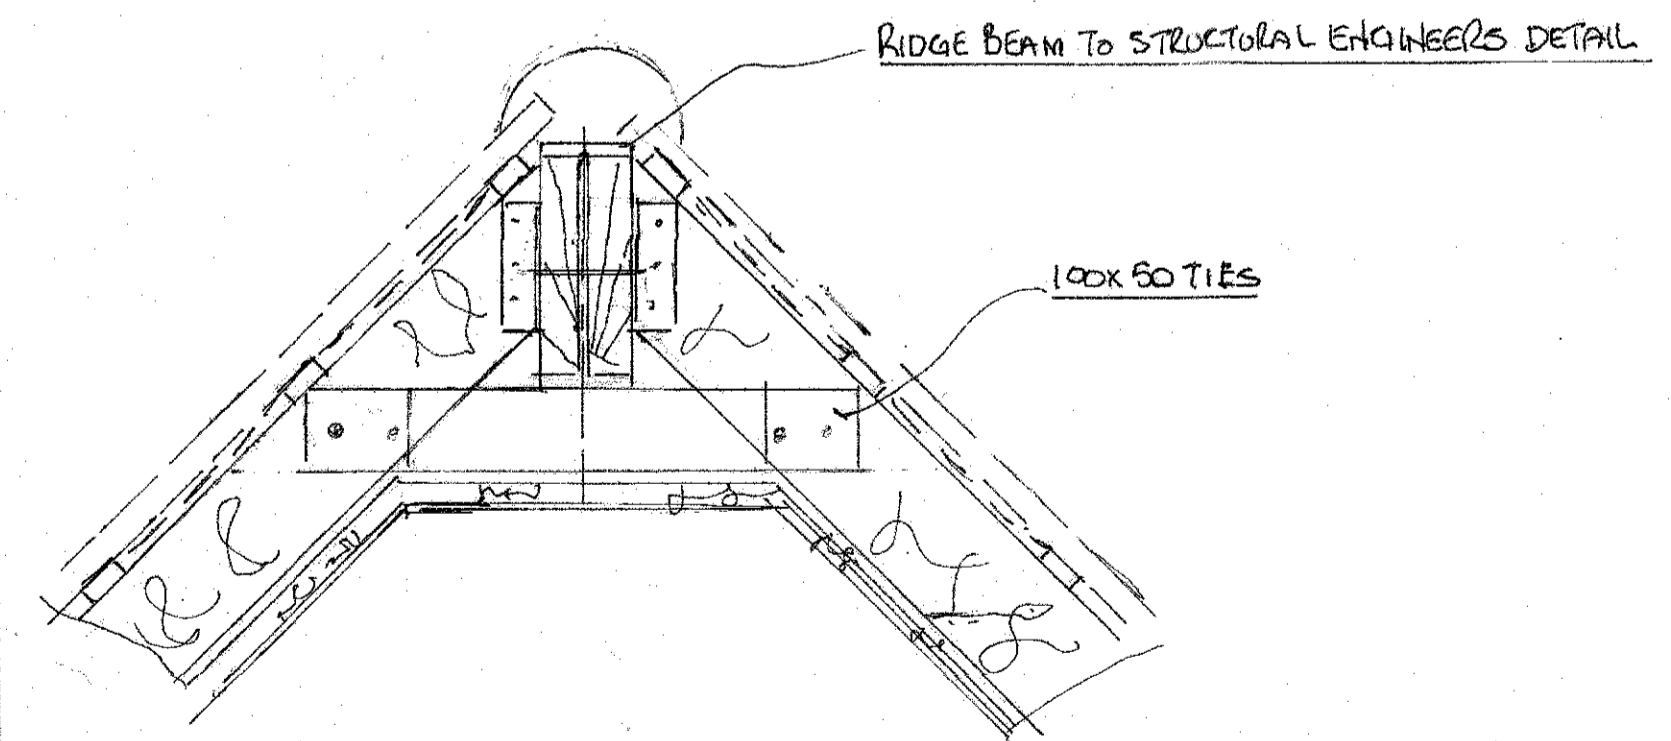 RIDGE BEAM TO STRUCTURAL ENGINEERS DETAIL
100X50 TIES